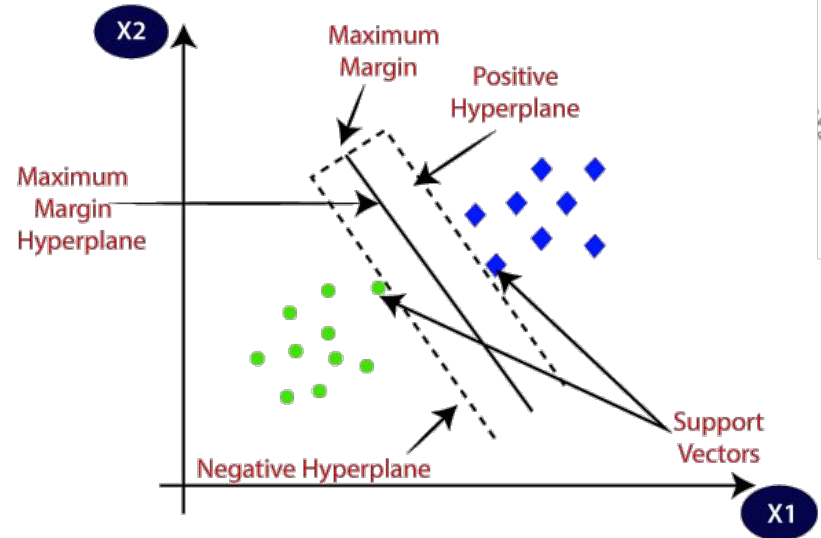 X2
Maximum
Margin
Positive
Hyperplane
Maximum
Margin
Hyperplane
Support
Vectors
Negative Hyperplane
X1